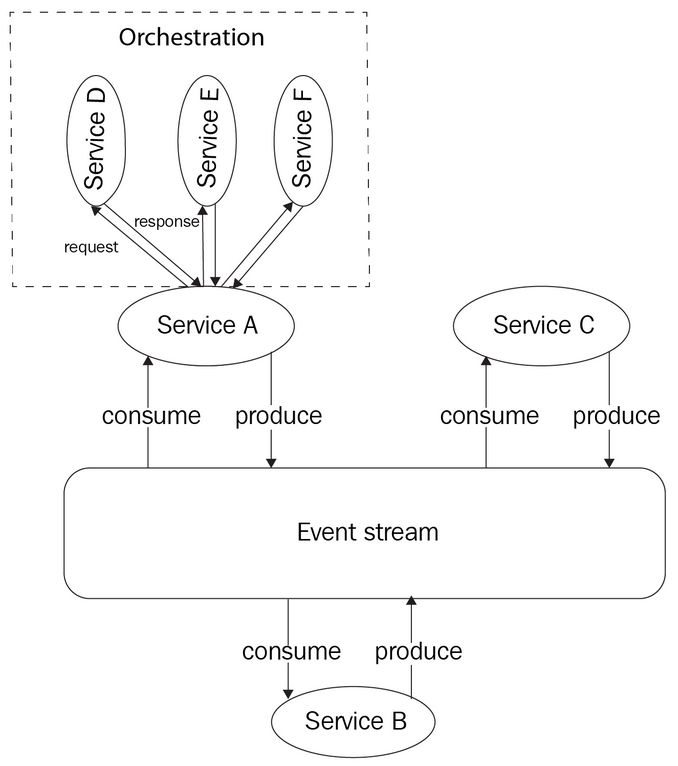 Orchestration
Service D
Service E
Service F
response
request
Service A
Service C
consume
produce
consume
produce
Event stream
consume
produce
Service B